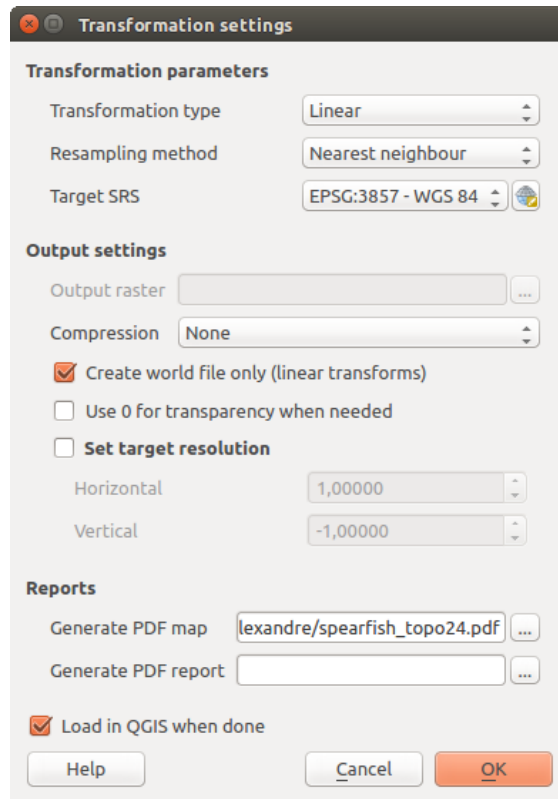 Transformation settings
Transformation parameters
Transformation type Linear
Resampling method Nearest neighbour
Target SRS EPSG:3857 - WGS 84
Output settings
Output raster ...
Compression None
Create world file only (linear transforms)
Use 0 for transparency when needed
Set target resolution
Horizontal 1,00000
Vertical -1,00000
Reports
Generate PDF map lexandre/spearfish_topo24.pdf ...
Generate PDF report ...
Load in QGIS when done
Help Cancel OK